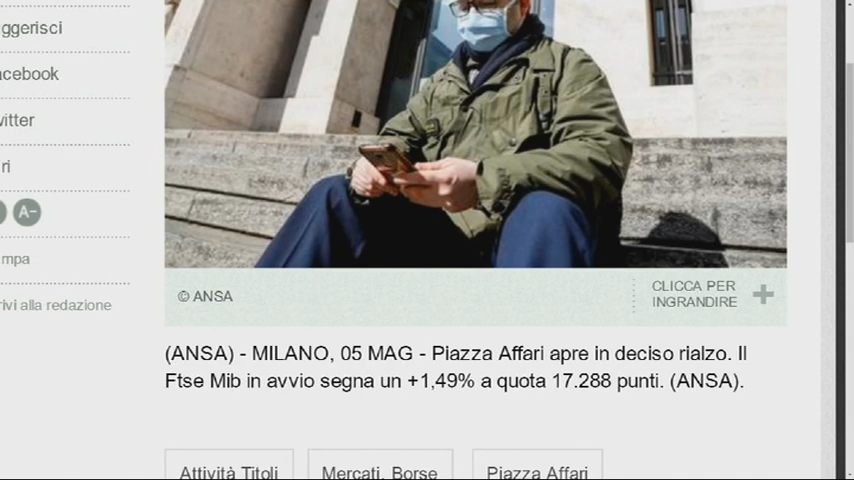 ggerisci
acebook
witter
ri
A-
mpa
rivi alla redazione
© ANSA
CLICCA PER
INGRANDIRE
(ANSA) - MILANO, 05 MAG - Piazza Affari apre in deciso rialzo. Il
Ftse Mib in avvio segna un +1,49% a quota 17.288 punti. (ANSA).
Attività Titoli
Mercati, Borse
Piazza Affari